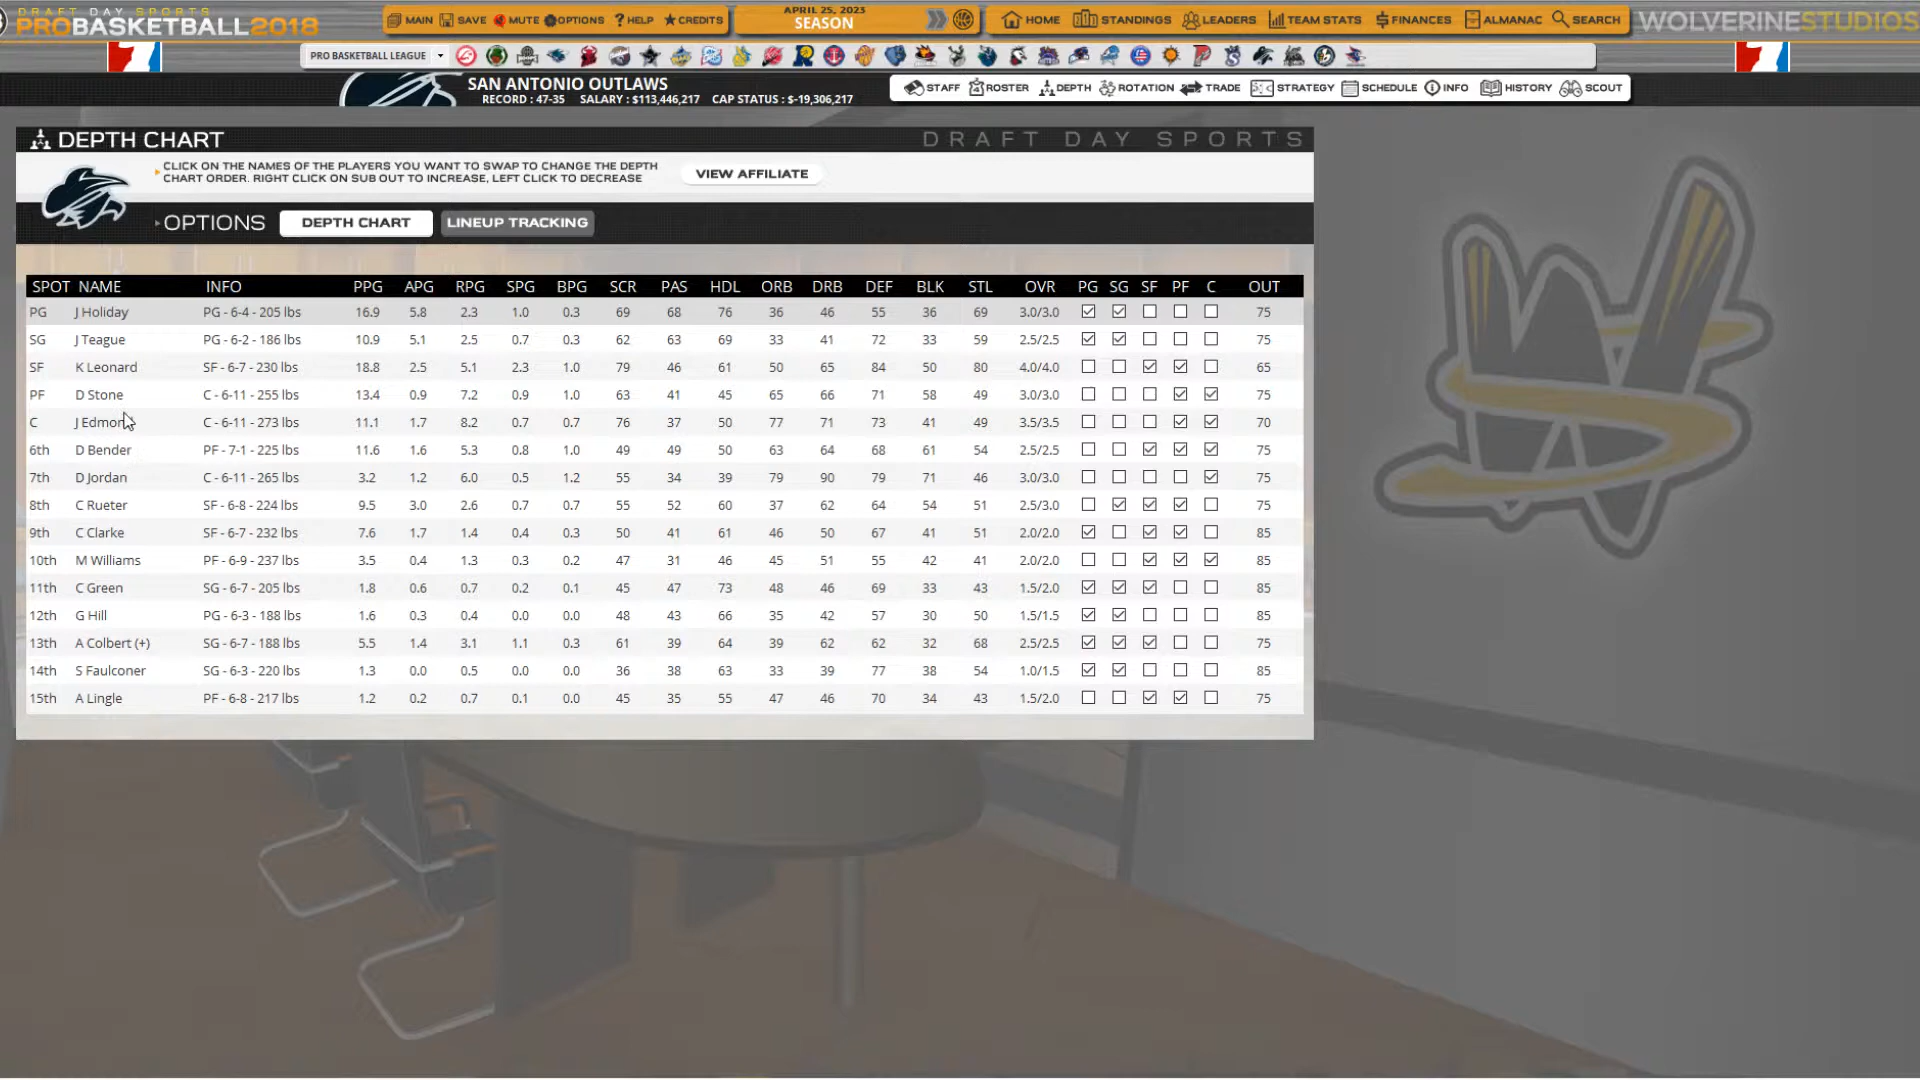 DRAFT DAY SPORTS
PROBASKETBALL2018
MAIN SAVE MUTE OPTIONS HELP CREDITS
APRIL 25, 2023
SEASON
HOME STANDINGS LEADERS TEAM STATS FINANCES ALMANAC SEARCH
WOLVERINESTUDIOS
PRO BASKETBALL LEAGUE
SAN ANTONIO OUTLAWS
RECORD : 47-35 SALARY : $113,446,217 CAP STATUS : $-19,306,217
STAFF ROSTER DEPTH ROTATION TRADE STRATEGY SCHEDULE INFO HISTORY SCOUT
DEPTH CHART
DRAFT DAY SPORTS
CLICK ON THE NAMES OF THE PLAYERS YOU WANT TO SWAP TO CHANGE THE DEPTH
CHART ORDER. RIGHT CLICK ON SUB OUT TO INCREASE, LEFT CLICK TO DECREASE
VIEW AFFILIATE
OPTIONS DEPTH CHART LINEUP TRACKING
SPOT NAME INFO PPG APG RPG SPG BPG SCR PAS HDL ORB DRB DEF BLK STL OVR PG SG SF PF C OUT
PG J Holiday PG - 6-4 - 205 lbs 16.9 5.8 2.3 1.0 0.3 69 68 76 36 46 55 36 69 3.0/3.0 75
SG J Teague PG - 6-2 - 186 lbs 10.9 5.1 2.5 0.7 0.3 62 63 69 33 41 72 33 59 2.5/2.5 75
SF K Leonard SF - 6-7 - 230 lbs 18.8 2.5 5.1 2.3 1.0 79 46 61 50 65 84 50 80 4.0/4.0 65
PF D Stone C - 6-11 - 255 lbs 13.4 0.9 7.2 0.9 1.0 63 41 45 65 66 71 58 49 3.0/3.0 75
C J C - 6-11 - 273 lbs 11.1 1.7 8.2 0.7 0.7 76 37 50 77 71 73 41 49 3.5/3.5 70
6th D Bender PF - 7-1 - 225 lbs 11.6 1.6 5.3 0.8 1.0 49 49 50 63 64 68 61 54 2.5/2.5 75
7th D Jordan C - 6-11 - 265 lbs 3.2 1.2 6.0 0.5 1.2 55 34 39 79 90 79 71 46 3.0/3.0 75
8th C Rueter SF - 6-8 - 224 lbs 9.5 3.0 2.6 0.7 0.7 55 52 60 37 62 64 54 51 2.5/3.0 75
9th C Clarke SF - 6-7 - 232 lbs 7.6 1.7 1.4 0.4 0.3 50 41 61 46 50 67 41 51 2.0/2.0 85
10th M Williams PF - 6-9 - 237 lbs 3.5 0.4 1.3 0.3 0.2 47 31 46 45 51 55 42 41 2.0/2.0 85
11th C Green SG - 6-7 - 205 lbs 1.8 0.6 0.7 0.2 0.1 45 47 73 48 46 69 33 43 1.5/2.0 85
12th G Hill PG - 6-3 - 188 lbs 1.6 0.3 0.4 0.0 0.0 48 43 66 35 42 57 30 50 1.5/1.5 85
13th A Colbert (+) SG - 6-7 - 188 lbs 5.5 1.4 3.1 1.1 0.3 61 39 64 39 62 62 32 68 2.5/2.5 75
14th S Faulconer SG - 6-3 - 220 lbs 1.3 0.0 0.5 0.0 0.0 36 38 63 33 39 77 38 54 1.0/1.5 85
15th A Lingle PF - 6-8 - 217 lbs 1.2 0.2 0.7 0.1 0.0 45 35 55 47 46 70 34 43 1.5/2.0 75